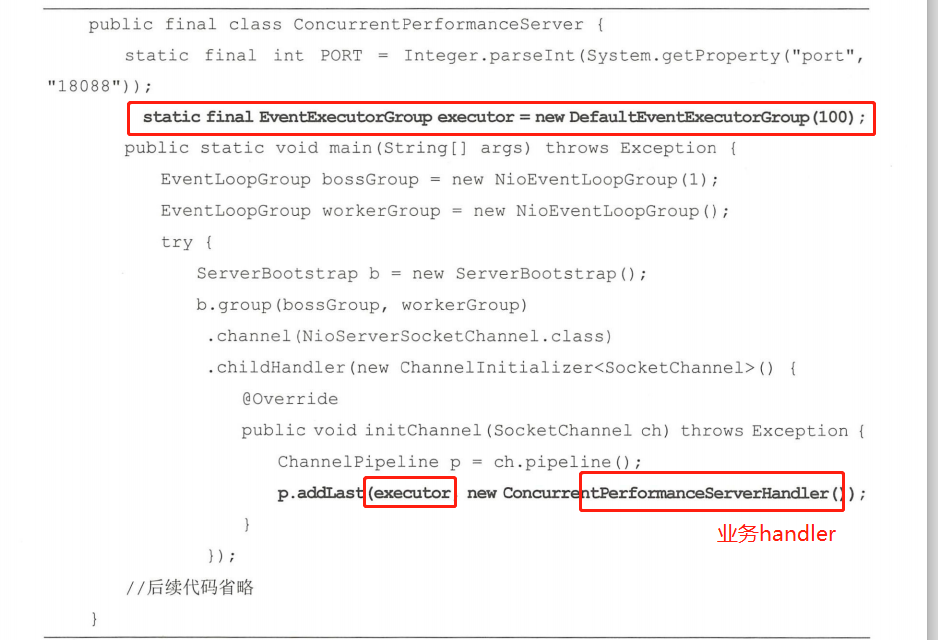 public final class ConcurrentPerformanceServer {
static final int PORT = Integer.parseInt(System.getProperty("port",
"18088"));
static final EventExecutorGroup executor = new DefaultEventExecutorGroup(100);
public static void main(String[] args) throws Exception {
EventLoopGroup bossGroup = new NioEventLoopGroup(1);
EventLoopGroup workerGroup = new NioEventLoopGroup();
try {
ServerBootstrap b = new ServerBootstrap();
b.group(bossGroup, workerGroup)
.channel(NioServerSocketChannel.class)
.childHandler(new ChannelInitializer<SocketChannel>() {
@Override
public void initChannel(SocketChannel ch) throws Exception {
ChannelPipeline p = ch.pipeline();
p.addLast(executor new ConcurrentPerformanceServerHandler());
}
业务handler
});
//后续代码省略
}